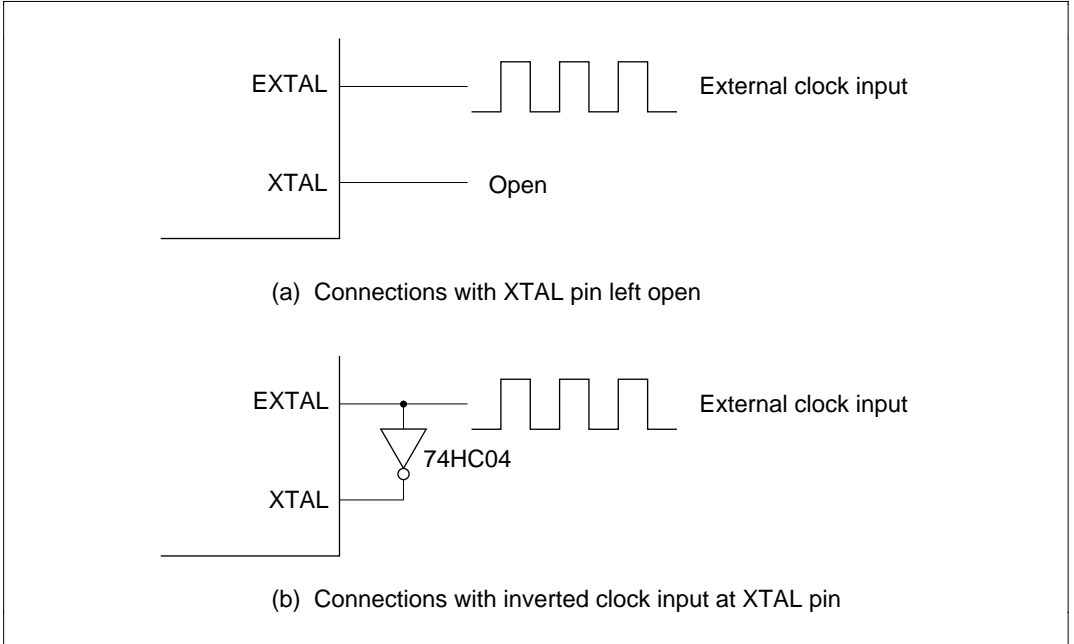 EXTAL
External clock input
XTAL
Open
(a) Connections with XTAL pin left open
EXTAL
External clock input
74HC04
XTAL
(b) Connections with inverted clock input at XTAL pin